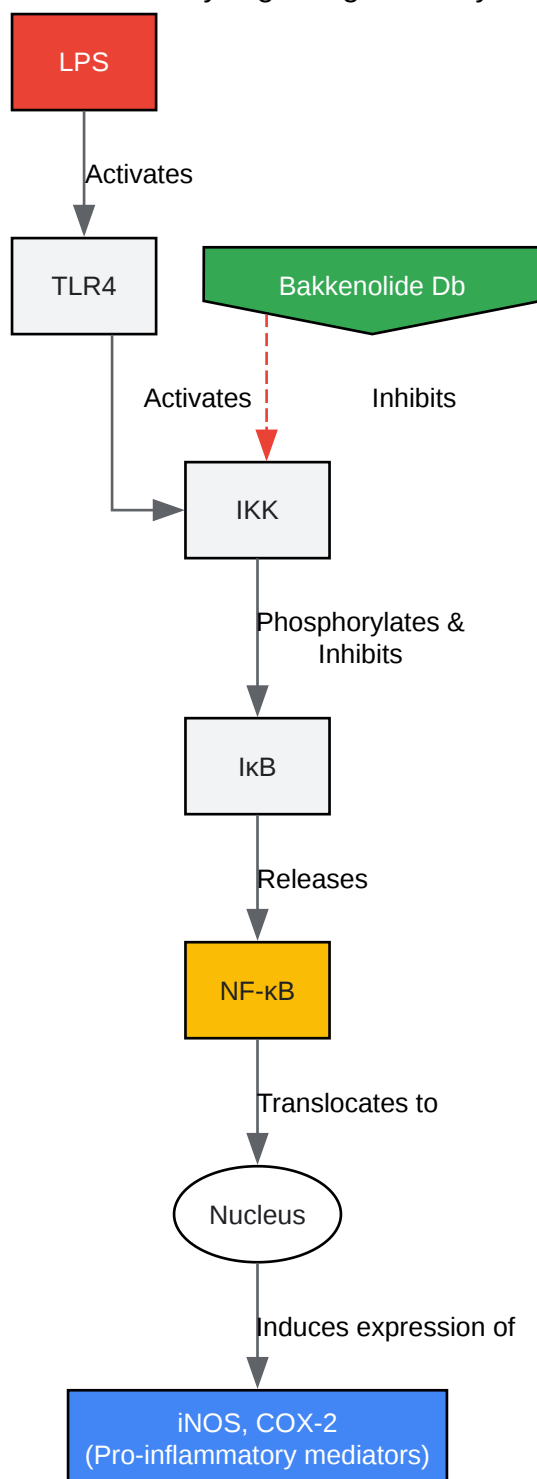 LPS
Activates
TLR4
Bakkenolide Db
Activates
Inhibits
IKK
Phosphorylates &
Inhibits
IκB
Releases
NF-κB
Translocates to
Nucleus
Induces expression of
iNOS, COX-2
(Pro-inflammatory mediators)